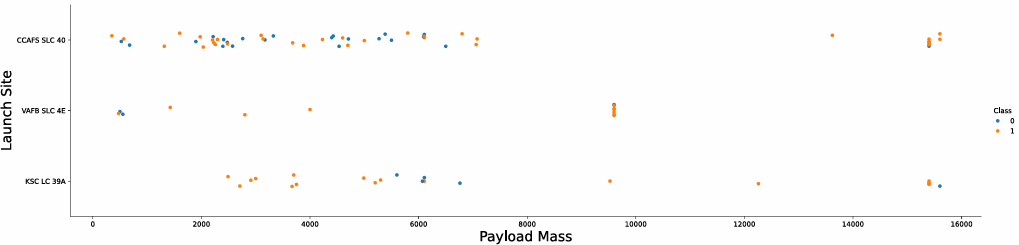 CCAFS SLC 40
VAFB SLC 4E
KSC LC 39A
Launch Site
0 2000 4000 6000 8000 10000 12000 14000 16000
Payload Mass
Class
0
1